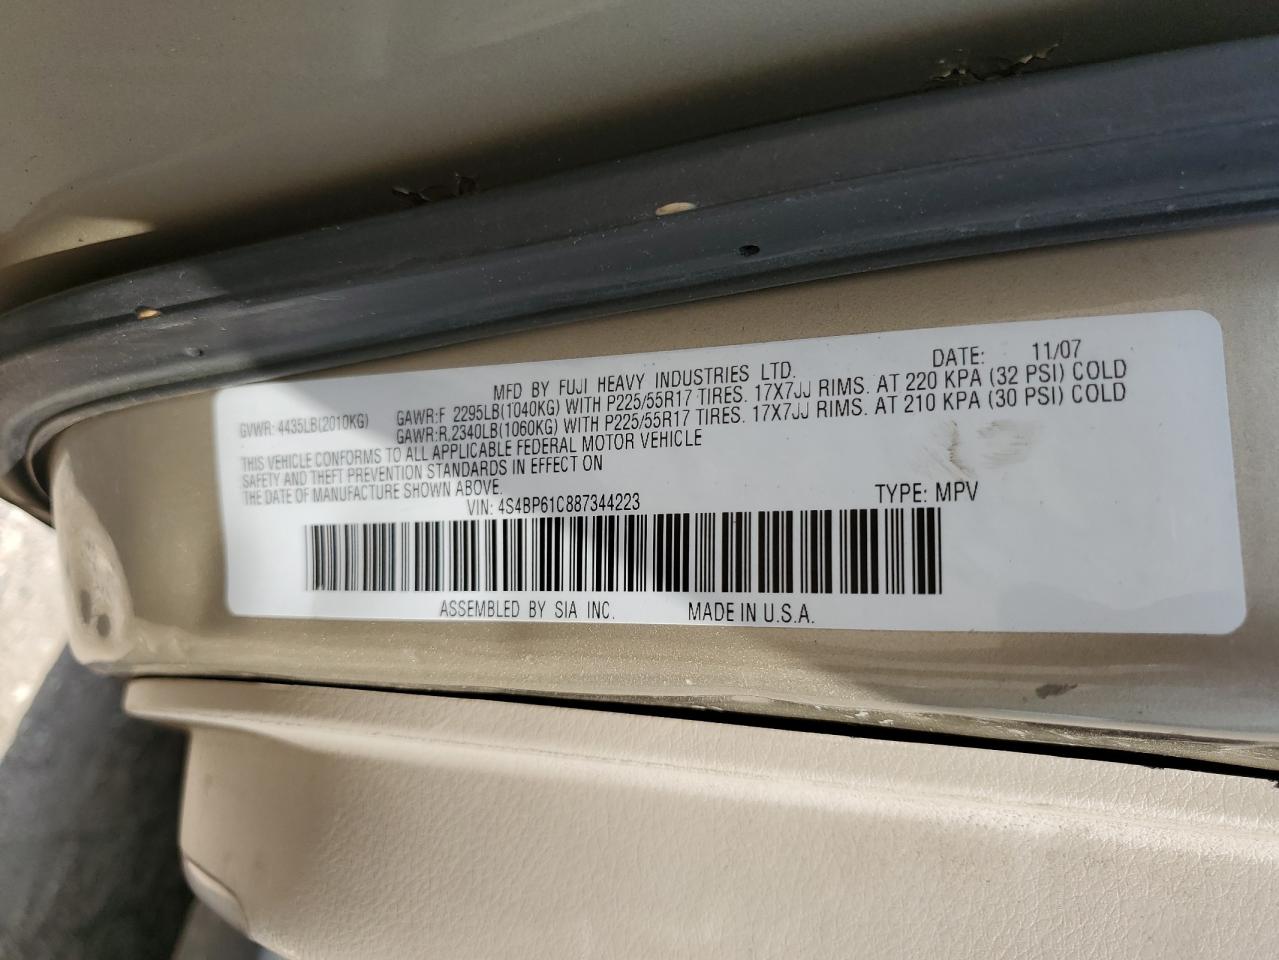 MFD BY FUJI HEAVY INDUSTRIES LTD. DATE: 11/07
GVWR: 4435LB(2010KG) GAWR:F 2295LB(1040KG) WITH P225/55R17 TIRES. 17X7JJ RIMS. AT 220 KPA (32 PSI) COLD
GAWR:R,2340LB(1060KG) WITH P225/55R17 TIRES. 17X7JJ RIMS. AT 210 KPA (30 PSI) COLD
THIS VEHICLE CONFORMS TO ALL APPLICABLE FEDERAL MOTOR VEHICLE
SAFETY AND THEFT PREVENTION STANDARDS IN EFFECT ON
THE DATE OF MANUFACTURE SHOWN ABOVE.
VIN: 4S4BP61C887344223 TYPE: MPV
ASSEMBLED BY SIA INC. MADE IN U.S.A.